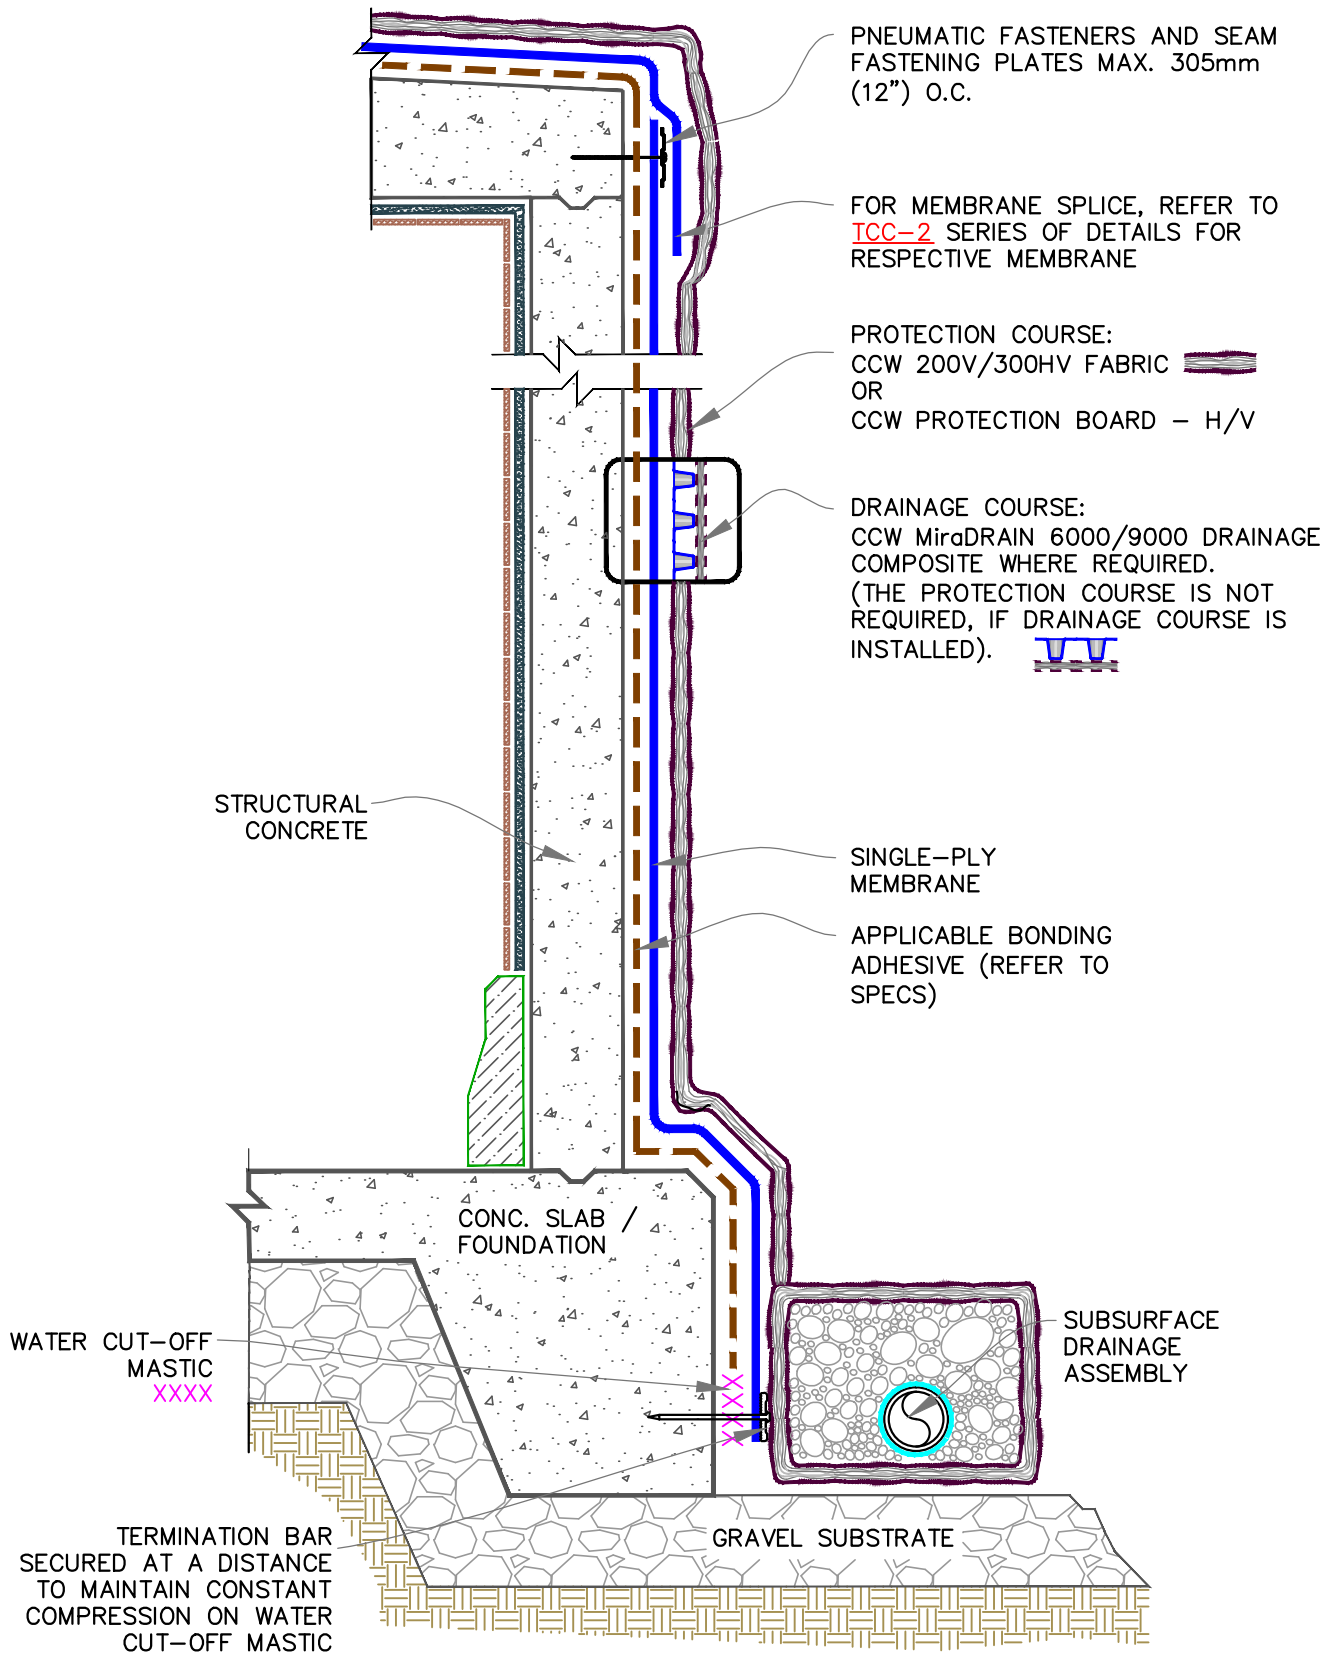 PNEUMATIC FASTENERS AND SEAM
FASTENING PLATES MAX. 305mm
(12") O.C.
FOR MEMBRANE SPLICE, REFER TO
TCC-2 SERIES OF DETAILS FOR
RESPECTIVE MEMBRANE
PROTECTION COURSE:
CCW 200V/300HV FABRIC
OR
CCW PROTECTION BOARD - H/V
DRAINAGE COURSE:
CCW MiraDRAIN 6000/9000 DRAINAGE
COMPOSITE WHERE REQUIRED.
(THE PROTECTION COURSE IS NOT
REQUIRED, IF DRAINAGE COURSE IS
INSTALLED).
STRUCTURAL
CONCRETE
SINGLE-PLY
MEMBRANE
APPLICABLE BONDING
ADHESIVE (REFER TO
SPECS)
CONC. SLAB /
FOUNDATION
WATER CUT-OFF
MASTIC
XXXX
SUBSURFACE
DRAINAGE
ASSEMBLY
GRAVEL SUBSTRATE
TERMINATION BAR
SECURED AT A DISTANCE
TO MAINTAIN CONSTANT
COMPRESSION ON WATER
CUT-OFF MASTIC